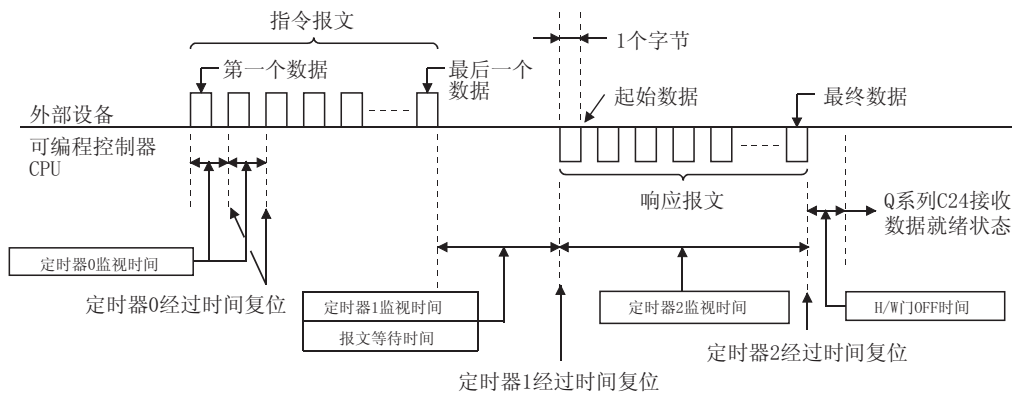 指令报文
1个字节
第一个数据
最后一个
数据
起始数据
最终数据
外部设备
可编程控制器
CPU
响应报文
Q系列C24接收
数据就绪状态
定时器0监视时间
定时器0经过时间复位
定时器1监视时间
报文等待时间
定时器2监视时间
H/W门OFF时间
定时器2经过时间复位
定时器1经过时间复位